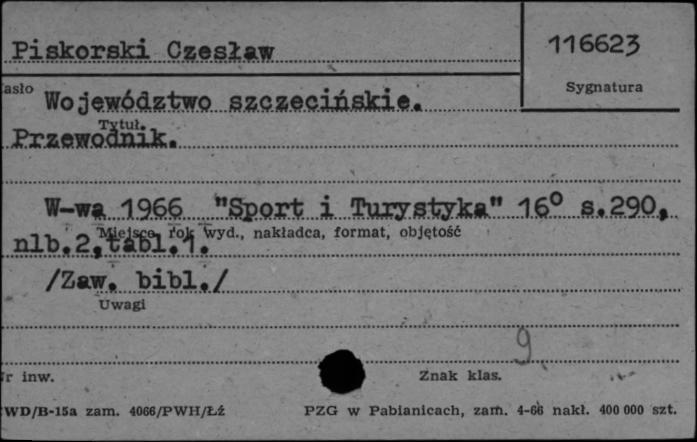 Piskorski Czesław
116623
asło
Sygnatura
Województwo szczecińskie.
Tytuł
Przewodnik.
W-wa 1966 "Sport i Turystyka" 16° s.290,
Miejsce, rok wyd., nakładca, format, objętość
nlb.2,tabl.1.
/Zaw. bibl./
Uwagi
9
r inw.
Znak klas.
WD/B-15a zam. 4066/PWH/Łź
PZG w Pabianicach, zam. 4-66 nakł. 400 000 szt.